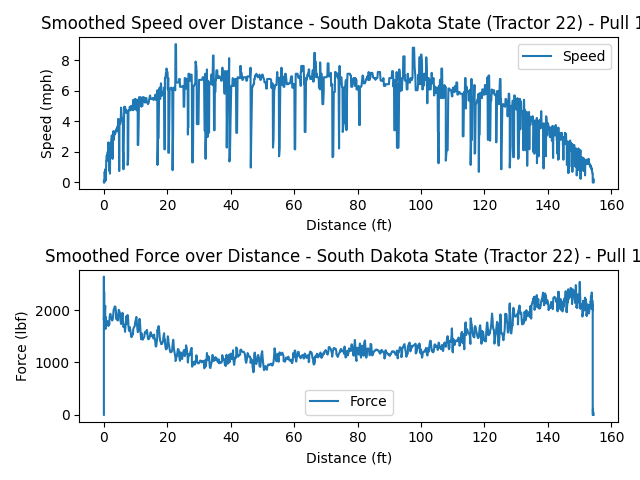 Smoothed Speed over Distance - South Dakota State (Tractor 22) - Pull 1
Speed (mph)
8
6
4
2
0
Speed
0 20 40 60 80 100 120 140 160
Distance (ft)
Smoothed Force over Distance - South Dakota State (Tractor 22) - Pull 1
Force (lbf)
2000
1000
0
Force
0 20 40 60 80 100 120 140 160
Distance (ft)